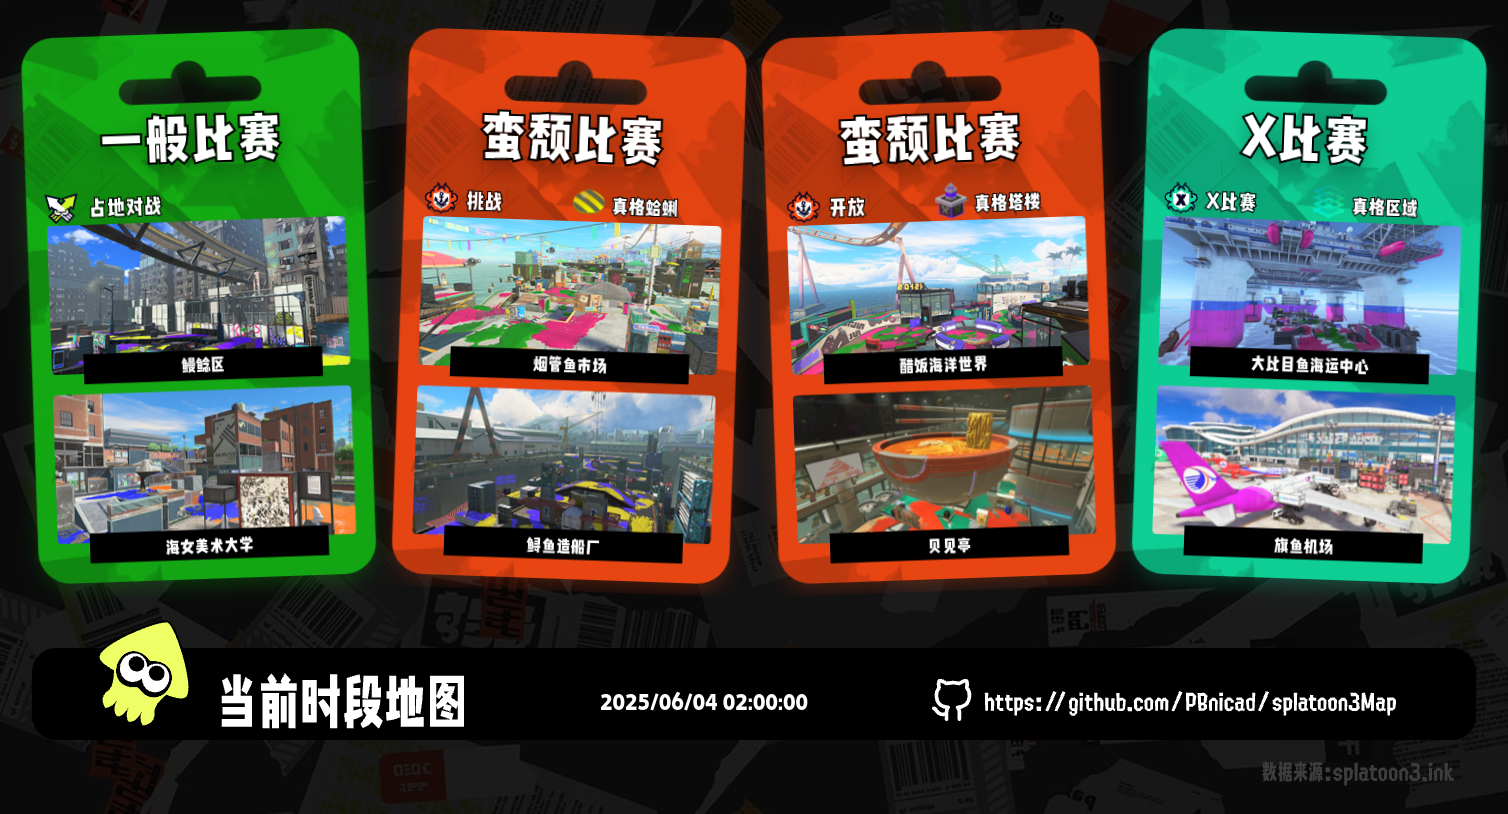 一般比赛
占地对战
鳗鲶区
海女美术大学
蛮颓比赛
挑战
真格蛤蜊
烟管鱼市场
鲟鱼造船厂
蛮颓比赛
开放
真格塔楼
醋饭海洋世界
贝贝亭
X比赛
X比赛
真格区域
大比目鱼海运中心
旗鱼机场
当前时段地图
2025/06/04 02:00:00
https://github.com/PBnicad/splatoon3Map
数据来源:splatoon3.ink